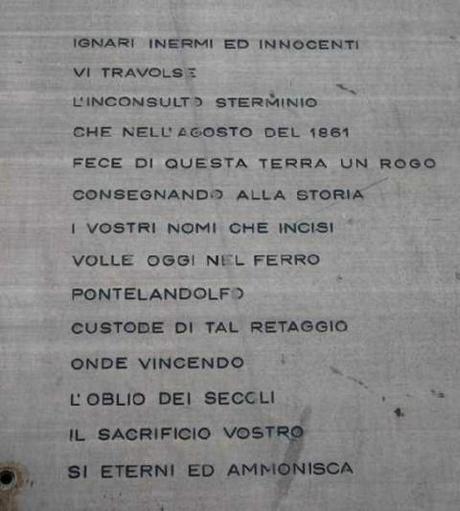 IGNARI INERMI ED INNOCENTI
VI TRAVOLSE
L'INCONSULTO STERMINIO
CHE NELL'AGOSTO DEL 1861
FECE DI QUESTA TERRA UN ROGO
CONSEGNANDO ALLA STORIA
I VOSTRI NOMI CHE INCISI
VOLLE OGGI NEL FERRO
PONTELANDOLFO
CUSTODE DI TAL RETAGGIO
ONDE VINCENDO
L'OBLIO DEI SECOLI
IL SACRIFICIO VOSTRO
SI ETERNI ED AMMONISCA